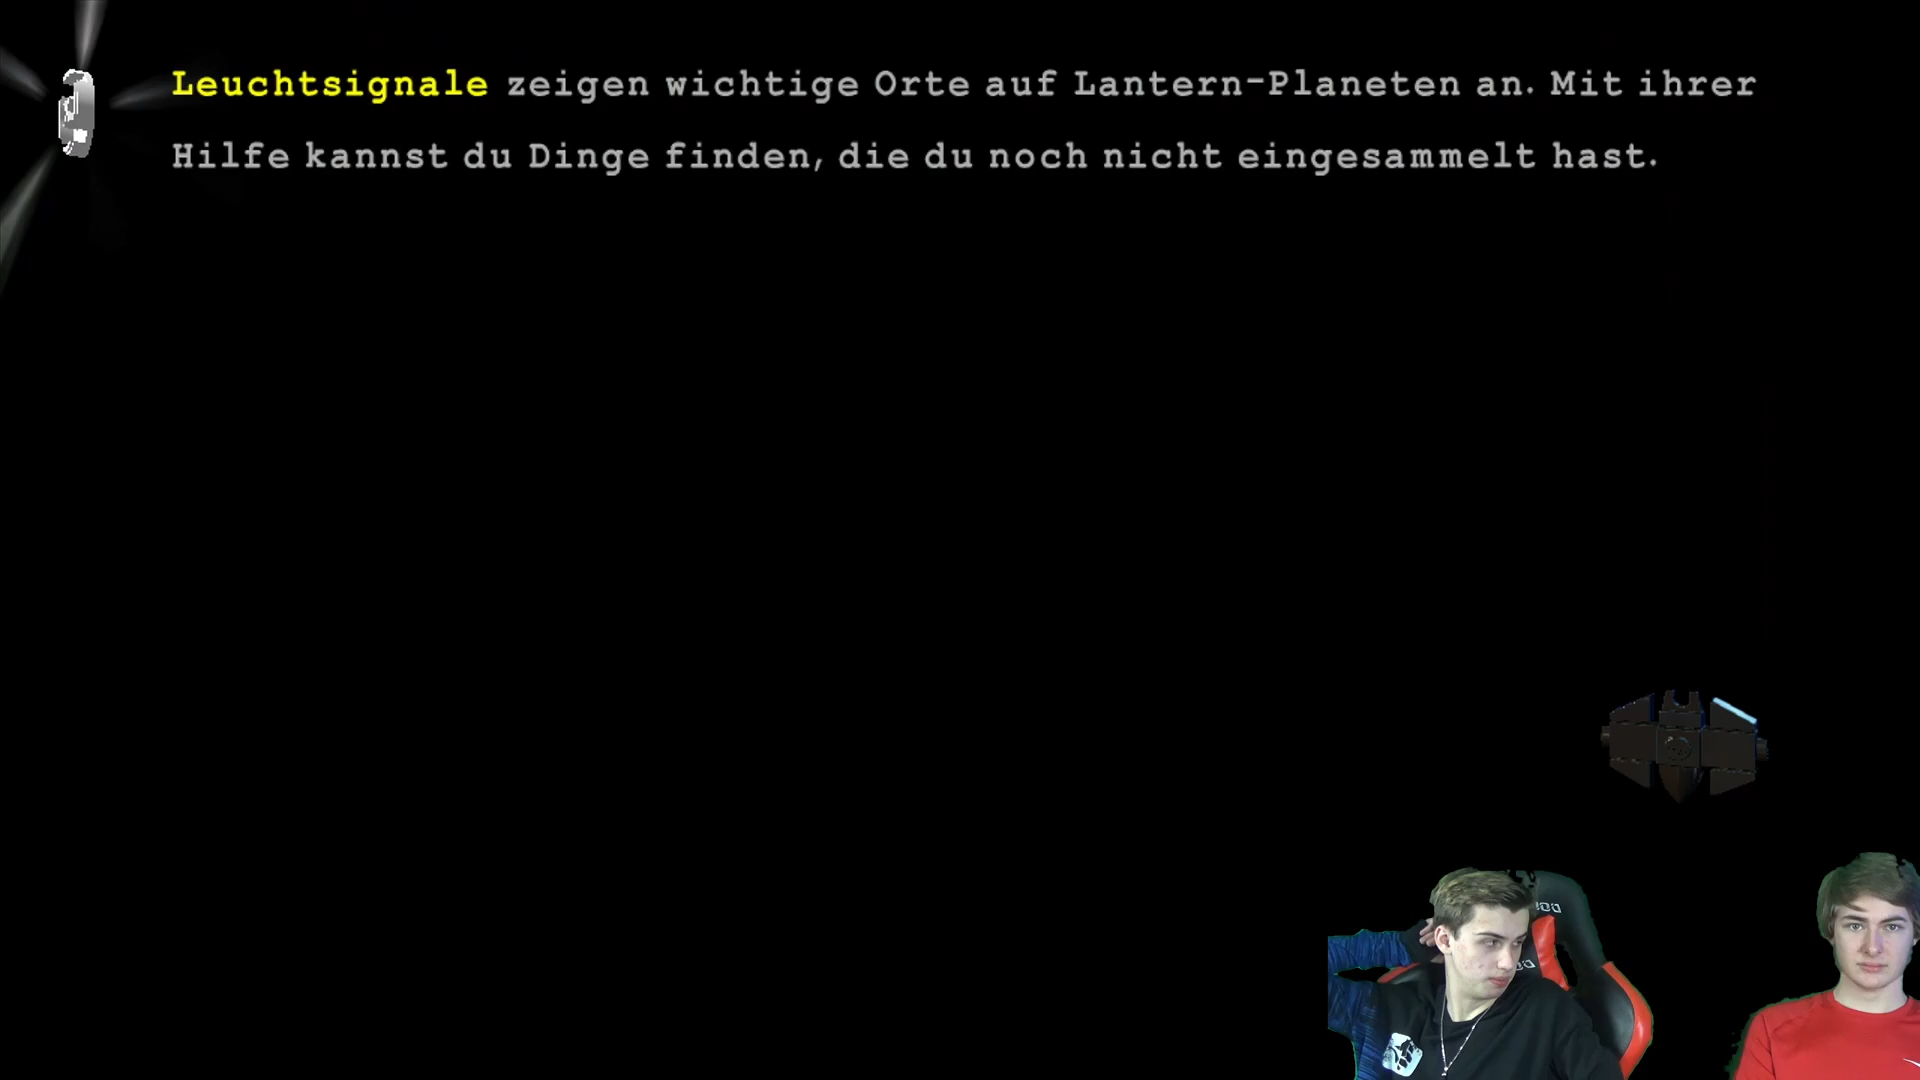 Leuchtsignale zeigen wichtige Orte auf Lantern-Planeten an. Mit ihrer
Hilfe kannst du Dinge finden, die du noch nicht eingesammelt hast.